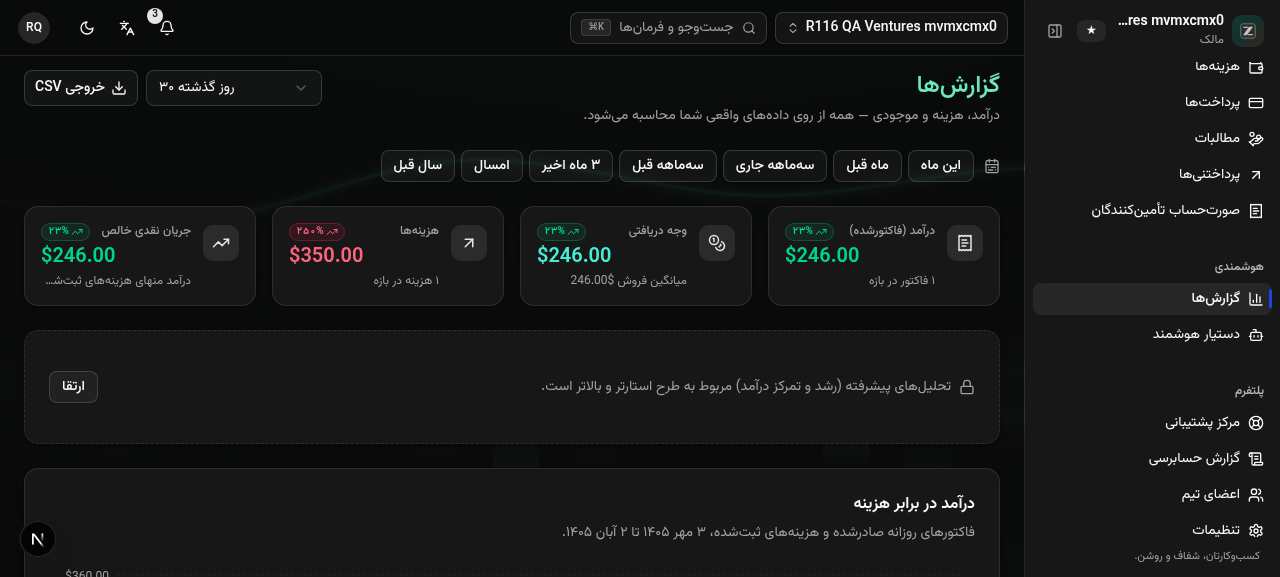 …res mvmxcmx0
مالک
هزینه‌ها
پرداخت‌ها
مطالبات
پرداختنی‌ها
صورت‌حساب تأمین‌کنندگان
هوشمندی
گزارش‌ها
دستیار هوشمند
پلتفرم
مرکز پشتیبانی
گزارش حسابرسی
اعضای تیم
تنظیمات
کسب‌وکارتان، شفاف و روشن.
R116 QA Ventures mvmxcmx0
جست‌وجو و فرمان‌ها ⌘K
3
RQ
گزارش‌ها
درآمد، هزینه و موجودی — همه از روی داده‌های واقعی شما محاسبه می‌شود.
۳۰ روز گذشته
خروجی CSV
این ماه
ماه قبل
سه‌ماهه جاری
سه‌ماهه قبل
۳ ماه اخیر
امسال
سال قبل
درآمد (فاکتورشده) ۲۳%
$246.00
۱ فاکتور در بازه
وجه دریافتی ۲۳%
$246.00
میانگین فروش $246.00
هزینه‌ها ۲۵۰%
$350.00
۱ هزینه در بازه
جریان نقدی خالص ۲۳%
$246.00
درآمد منهای هزینه‌های ثبت‌ش…
تحلیل‌های پیشرفته (رشد و تمرکز درآمد) مربوط به طرح استارتر و بالاتر است.
ارتقا
درآمد در برابر هزینه
فاکتورهای روزانه صادرشده و هزینه‌های ثبت‌شده، ۳ مهر ۱۴۰۵ تا ۲ آبان ۱۴۰۵.
$360.00
N